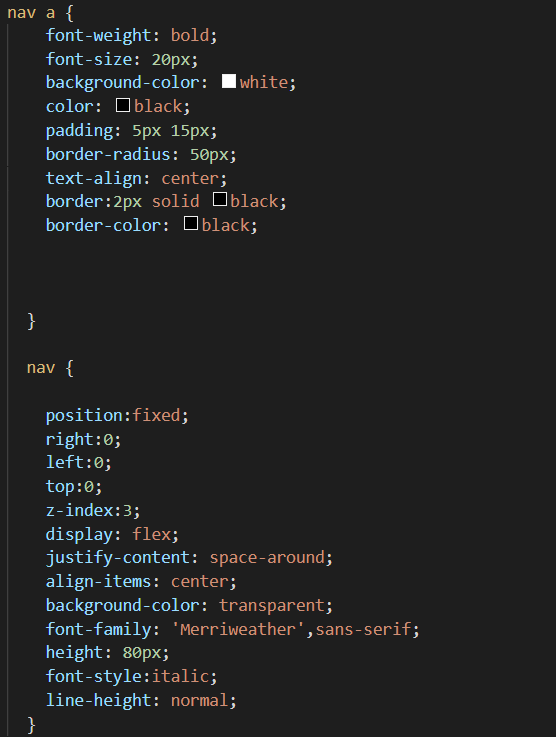 nav a {
font-weight: bold;
font-size: 20px;
background-color: white;
color: black;
padding: 5px 15px;
border-radius: 50px;
text-align: center;
border:2px solid black;
border-color: black;
}
nav {
position:fixed;
right:0;
left:0;
top:0;
z-index:3;
display: flex;
justify-content: space-around;
align-items: center;
background-color: transparent;
font-family: 'Merriweather',sans-serif;
height: 80px;
font-style:italic;
line-height: normal;
}